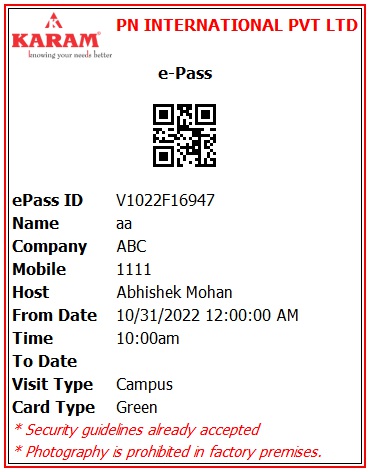 PN INTERNATIONAL PVT LTD
KARAM®
knowing your needs better
e-Pass
ePass ID V1022F16947
Name aa
Company ABC
Mobile 1111
Host Abhishek Mohan
From Date 10/31/2022 12:00:00 AM
Time 10:00am
To Date
Visit Type Campus
Card Type Green
* Security guidelines already accepted
* Photography is prohibited in factory premises.